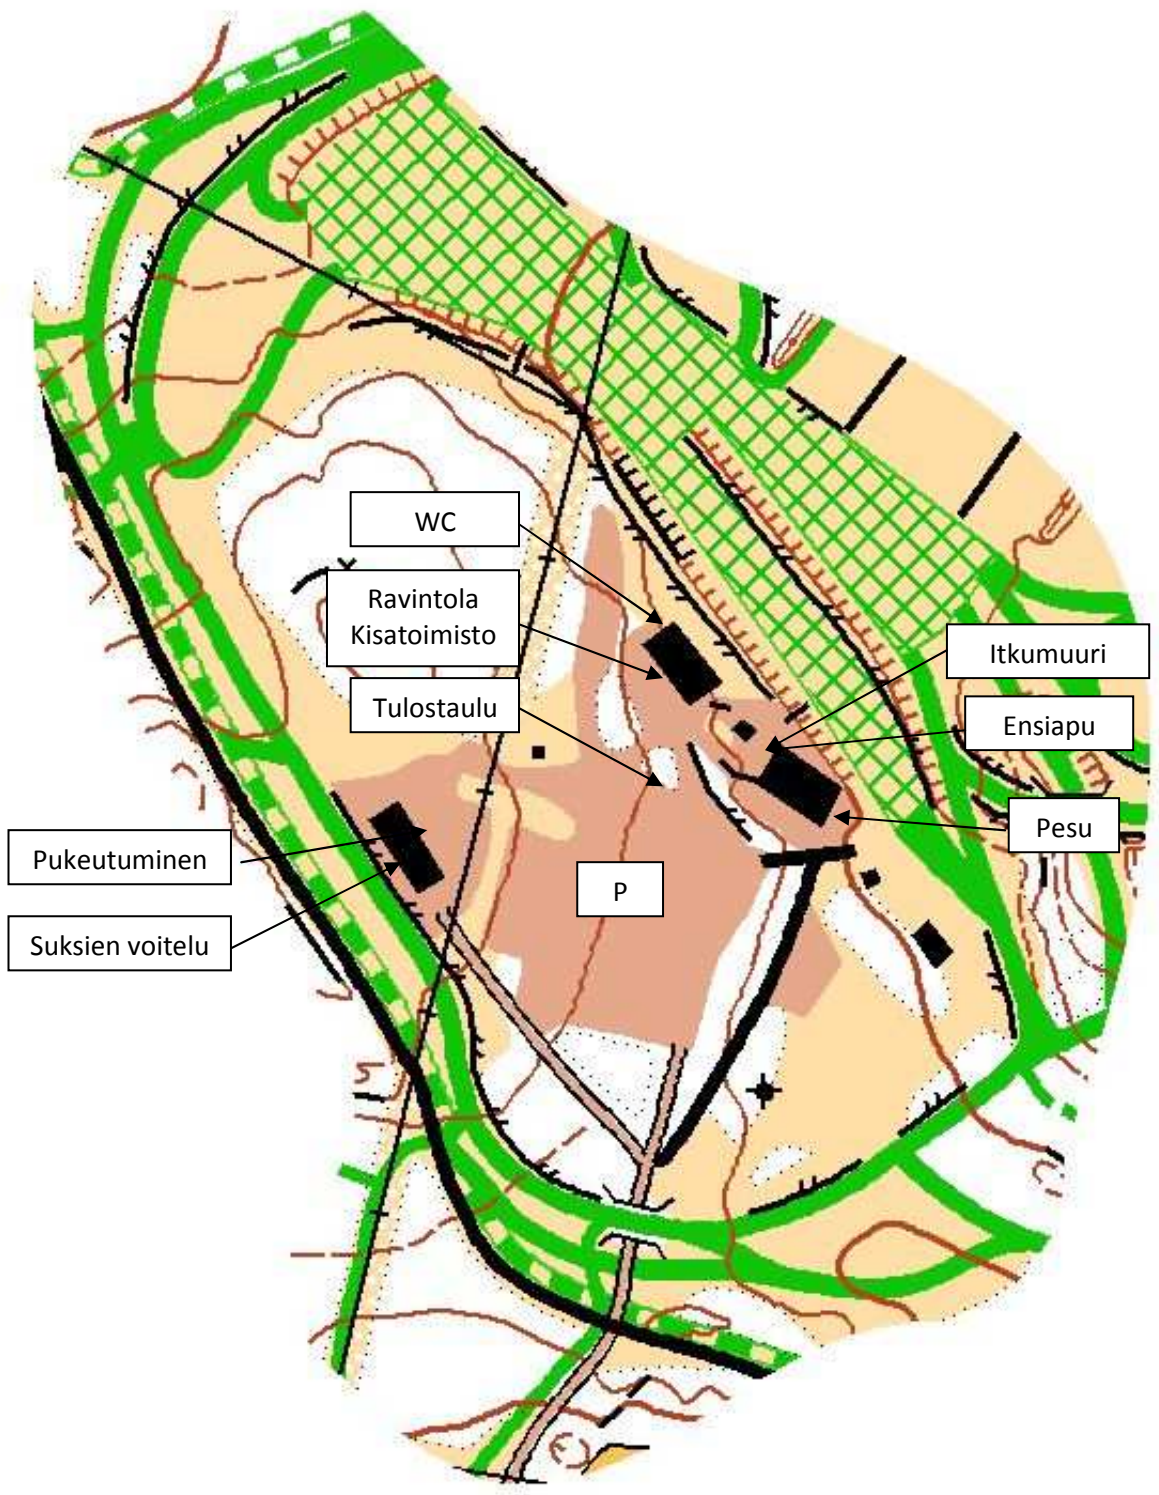 WC
Ravintola
Kisatoimisto
Tulostaulu
Itkumuuri
Ensiapu
Pesu
Pukeutuminen
P
Suksien voitelu